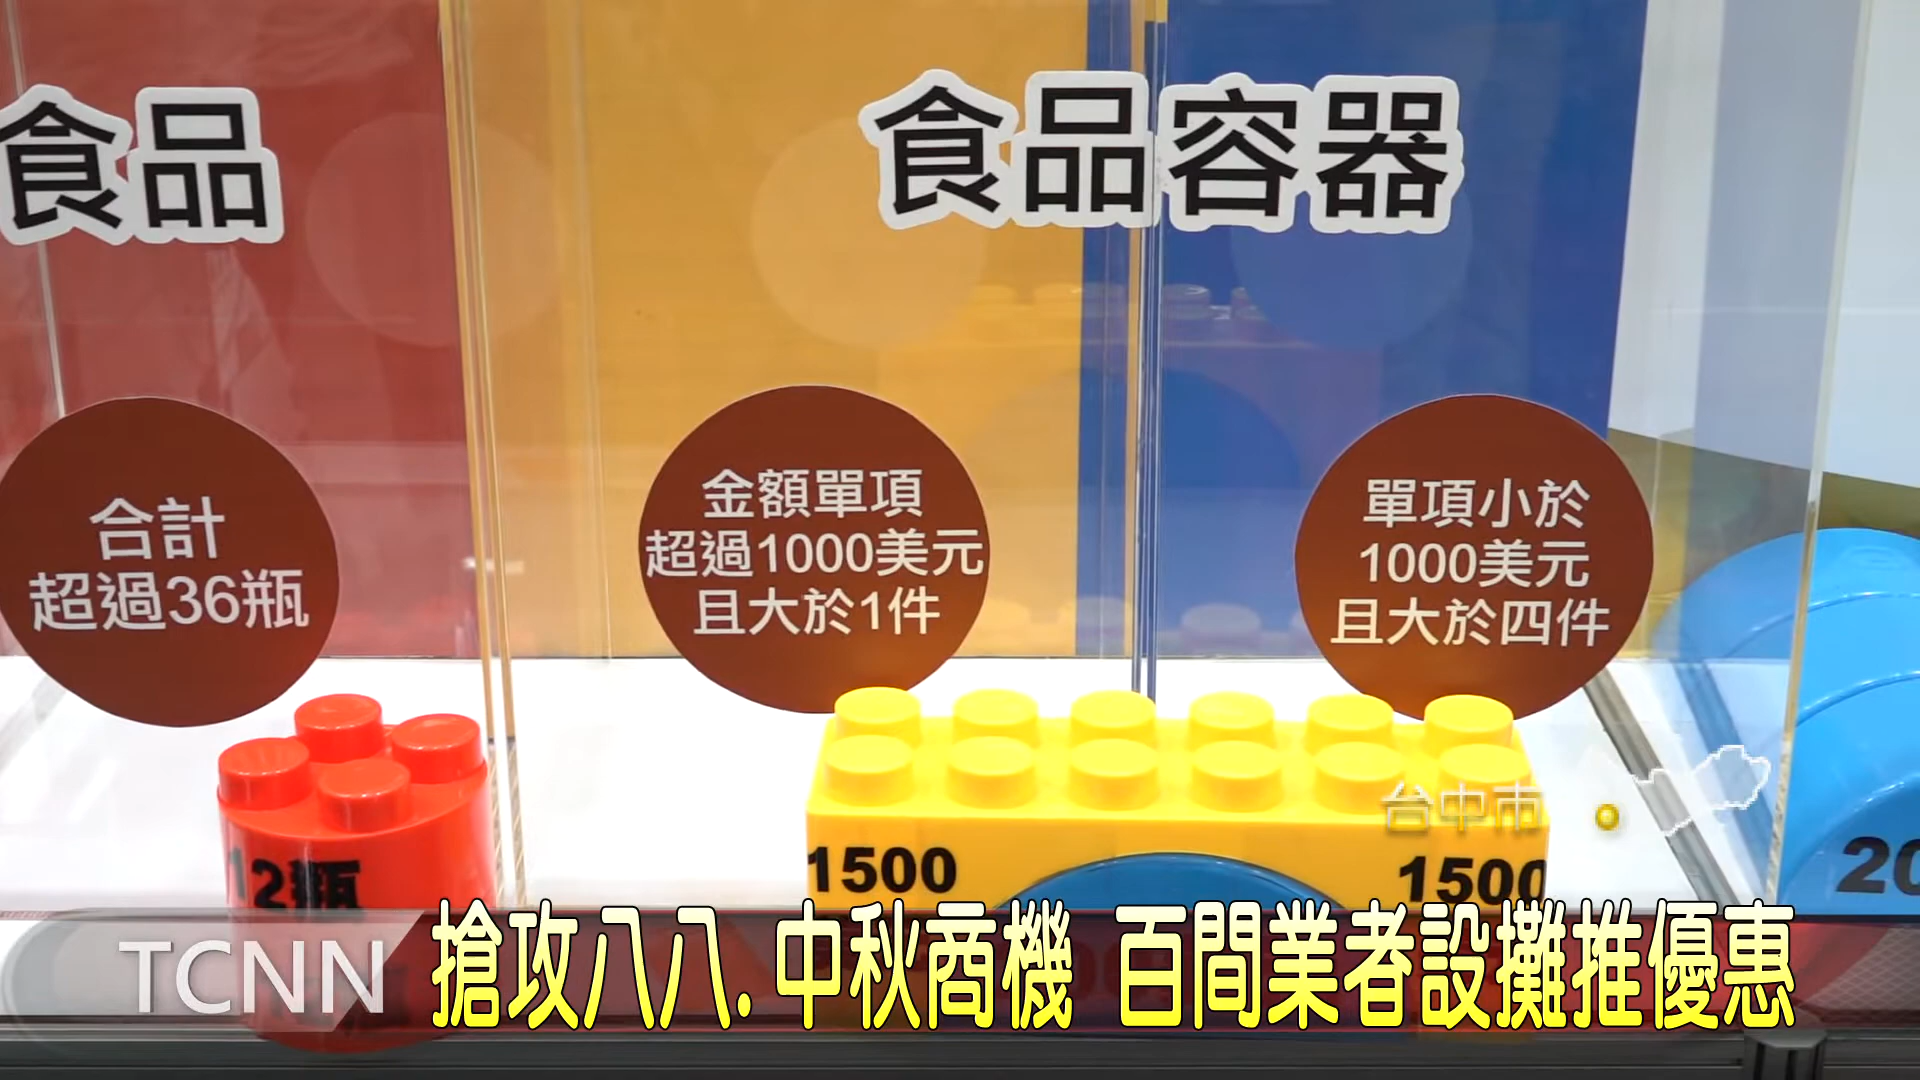 食品
食品容器
合計
超過36瓶
金額單項
超過1000美元
且大於1件
單項小於
1000美元
且大於四件
台中市
12瓶
1500
1500
20
TCNN
搶攻八八.中秋商機 百間業者設攤推優惠